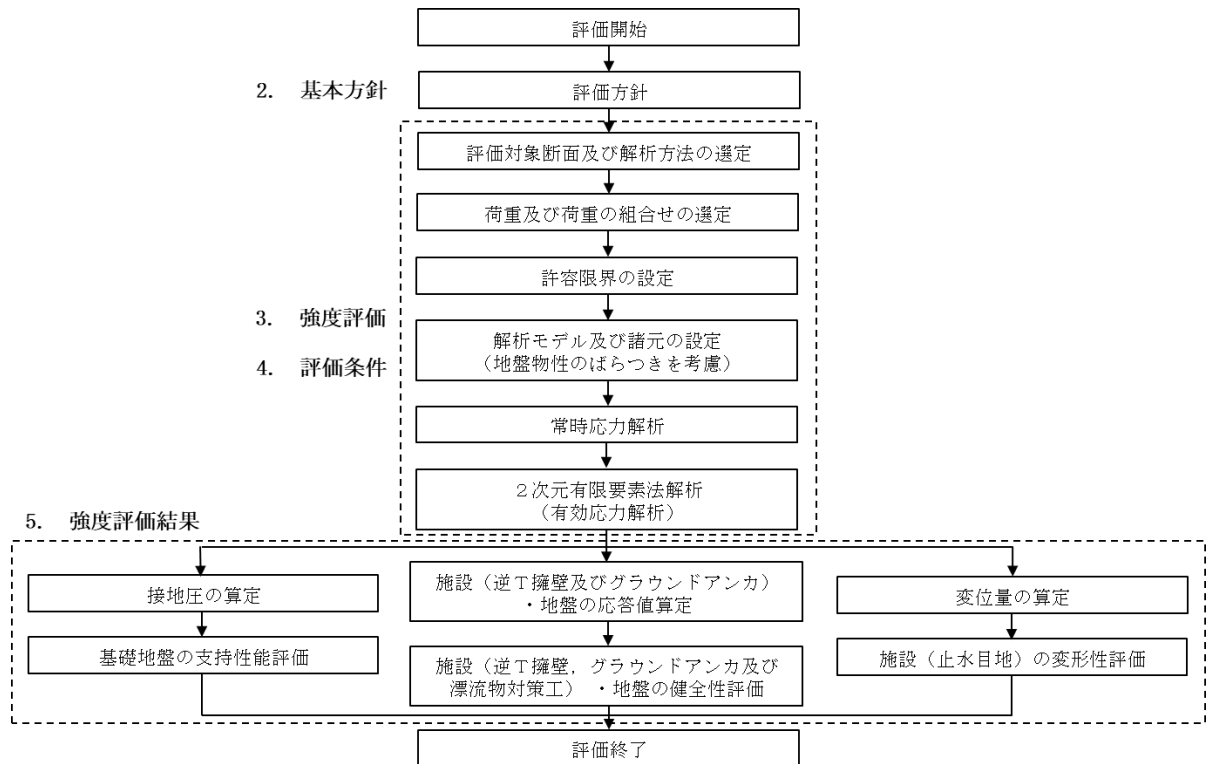 評価開始
2. 基本方針
評価方針
評価対象断面及び解析方法の選定
荷重及び荷重の組合せの選定
許容限界の設定
3. 強度評価
4. 評価条件
解析モデル及び諸元の設定
(地盤物性のばらつきを考慮)
常時応力解析
2次元有限要素法解析
(有効応力解析)
5. 強度評価結果
接地圧の算定
基礎地盤の支持性能評価
施設(逆T擁壁及びグラウンドアンカ)
・地盤の応答値算定
施設(逆T擁壁,グラウンドアンカ及び
漂流物対策工)・地盤の健全性評価
変位量の算定
施設(止水目地)の変形性評価
評価終了